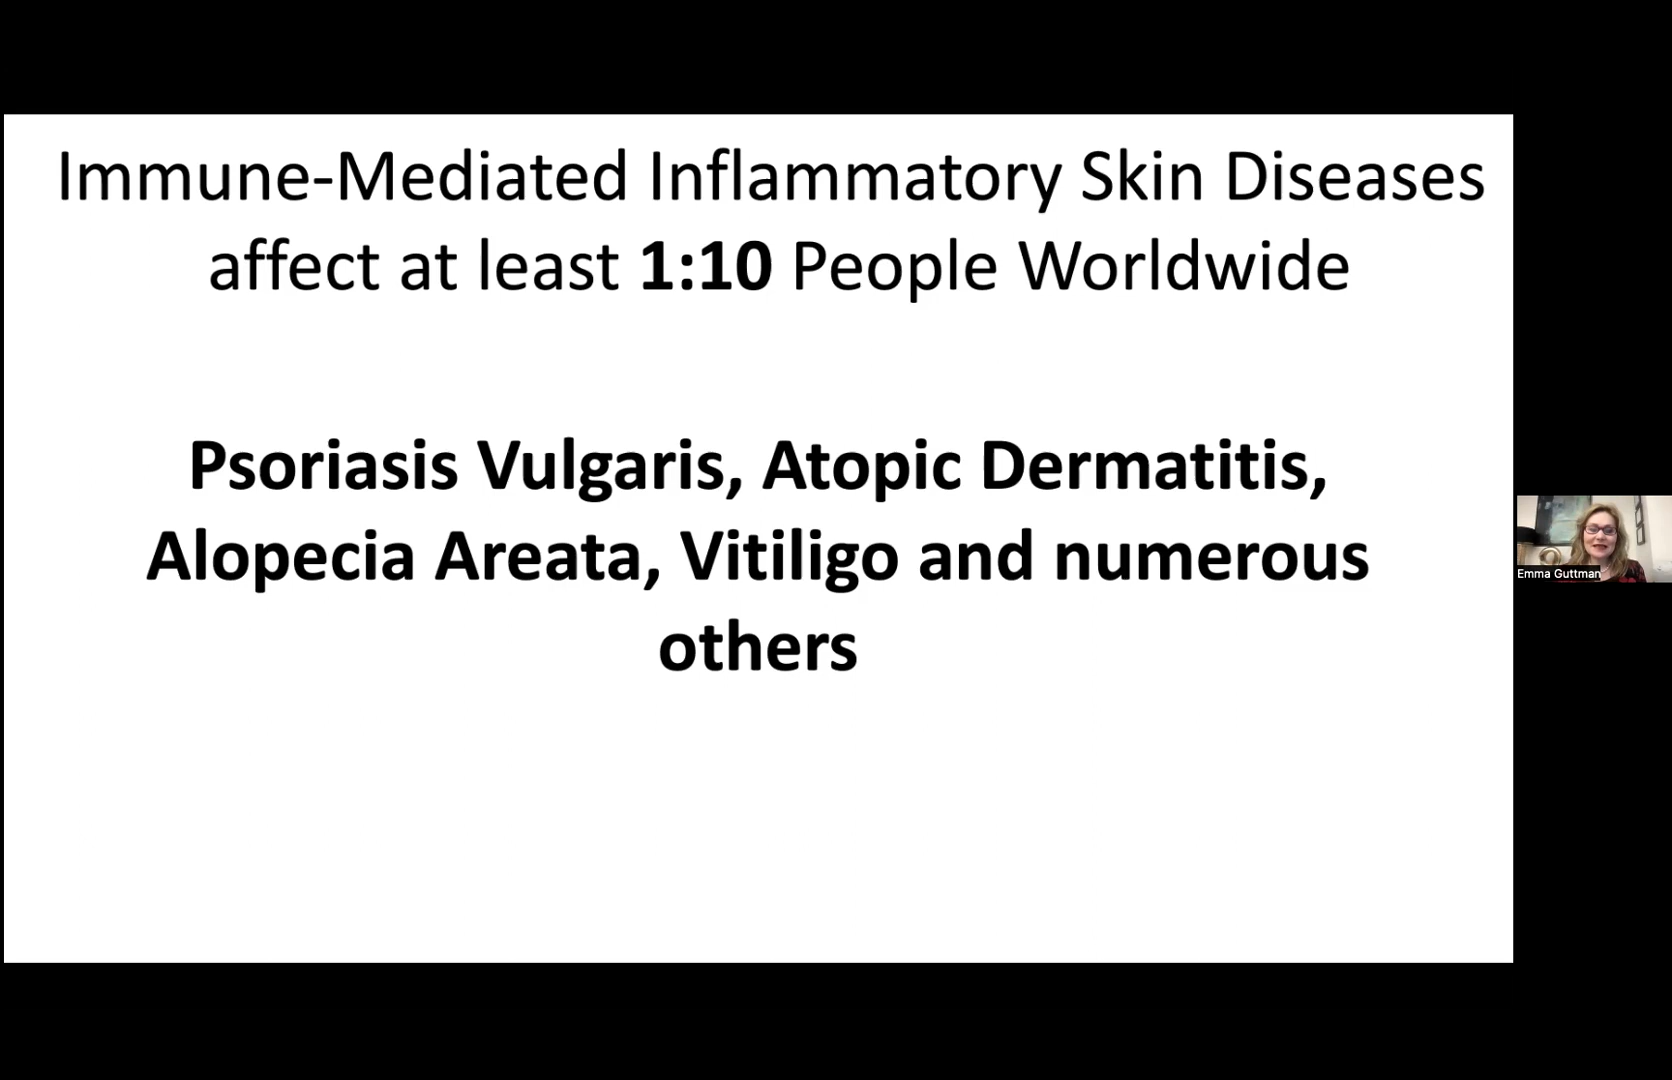 Immune-Mediated Inflammatory Skin Diseases
affect at least 1:10 People Worldwide
Psoriasis Vulgaris, Atopic Dermatitis,
Alopecia Areata, Vitiligo and numerous
others
Emma Guttman